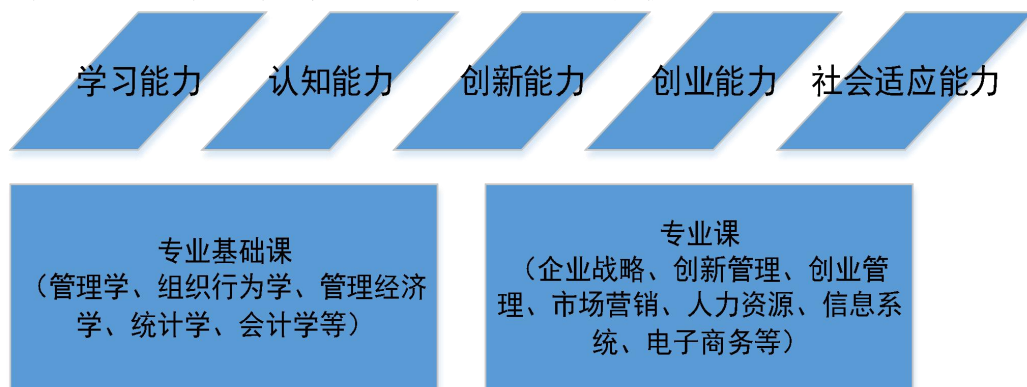 学习能力
认知能力
创新能力
创业能力
社会适应能力
专业基础课
（管理学、组织行为学、管理经济
学、统计学、会计学等）
专业课
（企业战略、创新管理、创业管
理、市场营销、人力资源、信息系
统、电子商务等）